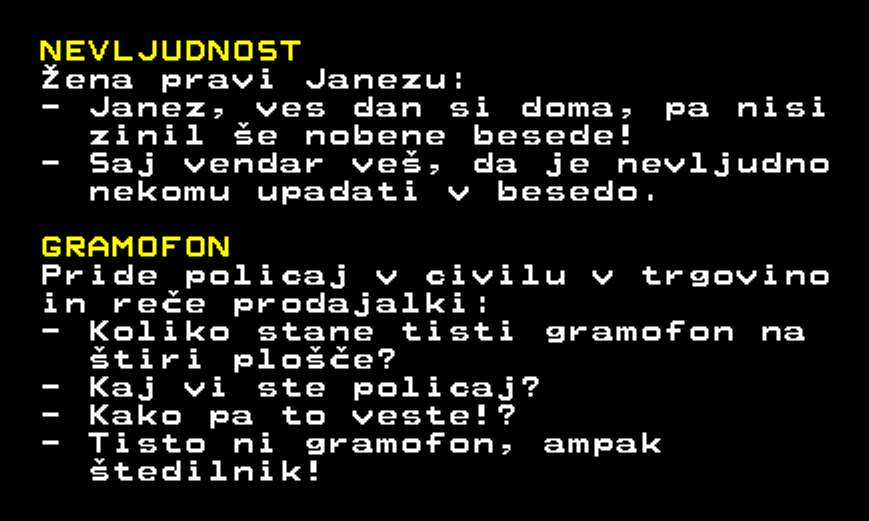 NEVLJUDNOST
Žena pravi Janezu:
- Janez, ves dan si doma, pa nisi
zinil še nobene besede!
- Saj vendar veš, da je nevljudno
nekomu upadati v besedo.
GRAMOFON
Pride policaj v civilu v trgovino
in reče prodajalki:
- Koliko stane tisti gramofon na
štiri plošče?
- Kaj vi ste policaj?
- Kako pa to veste!?
- Tisto ni gramofon, ampak
štedilnik!